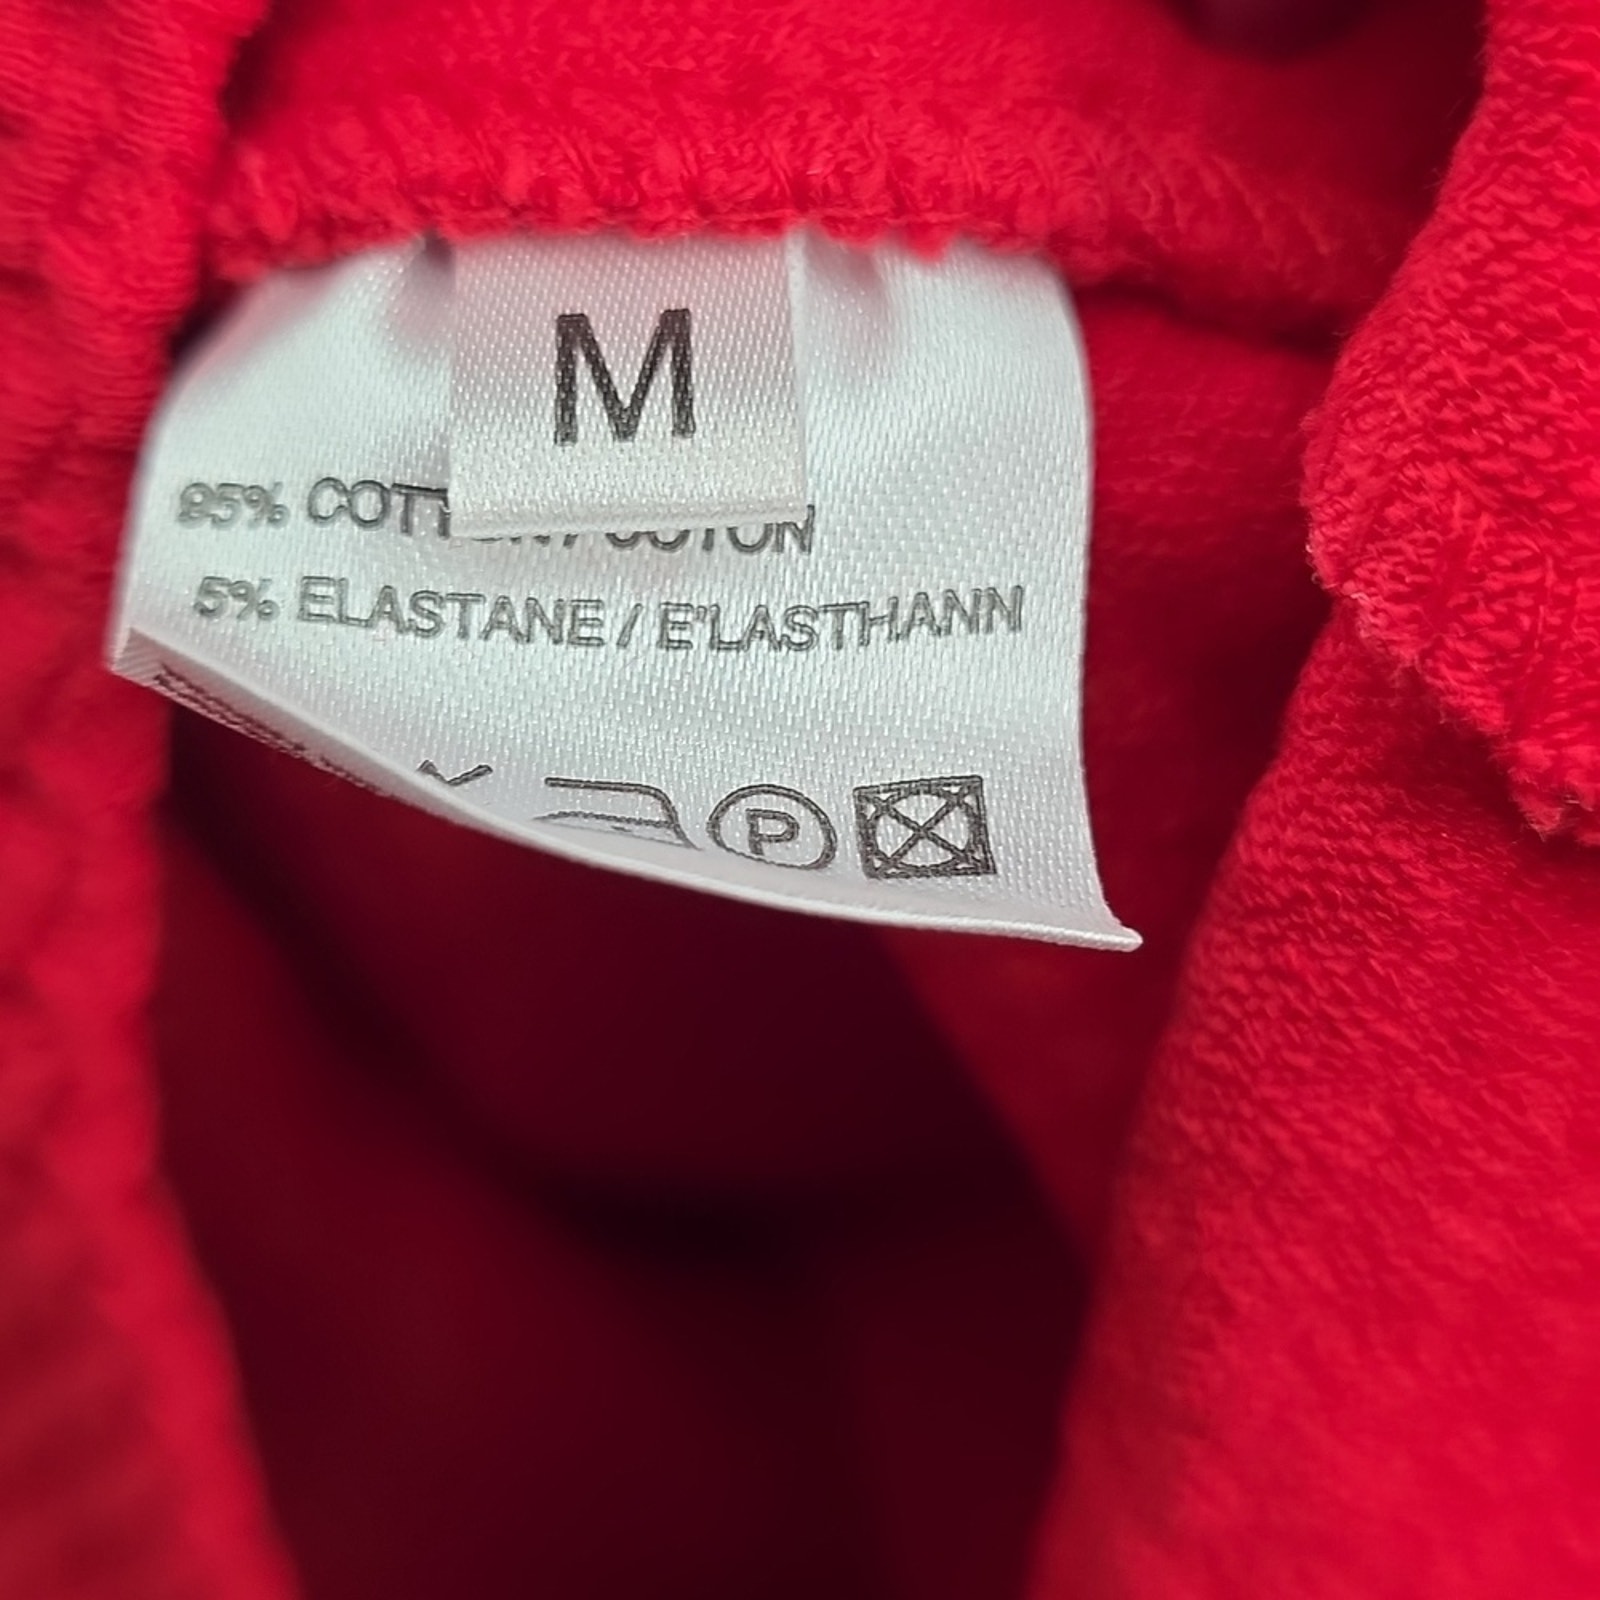 M
95% COTTON / COTON
5% ELASTANE / E'LASTHANN
P